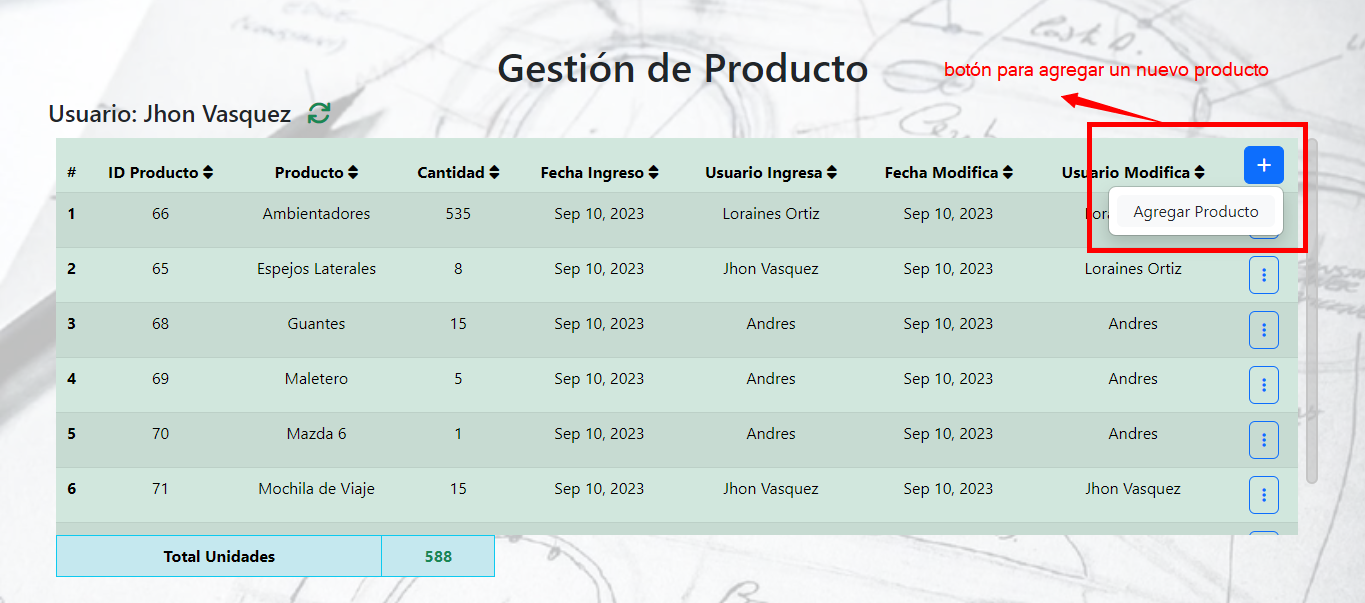 Gestión de Producto
botón para agregar un nuevo producto
Usuario: Jhon Vasquez
# ID Producto Producto Cantidad Fecha Ingreso Usuario Ingresa Fecha Modifica Usuario Modifica +
Agregar Producto
1 66 Ambientadores 535 Sep 10, 2023 Loraines Ortiz Sep 10, 2023
2 65 Espejos Laterales 8 Sep 10, 2023 Jhon Vasquez Sep 10, 2023 Loraines Ortiz
3 68 Guantes 15 Sep 10, 2023 Andres Sep 10, 2023 Andres
4 69 Maletero 5 Sep 10, 2023 Andres Sep 10, 2023 Andres
5 70 Mazda 6 1 Sep 10, 2023 Andres Sep 10, 2023 Andres
6 71 Mochila de Viaje 15 Sep 10, 2023 Jhon Vasquez Sep 10, 2023 Jhon Vasquez
Total Unidades 588